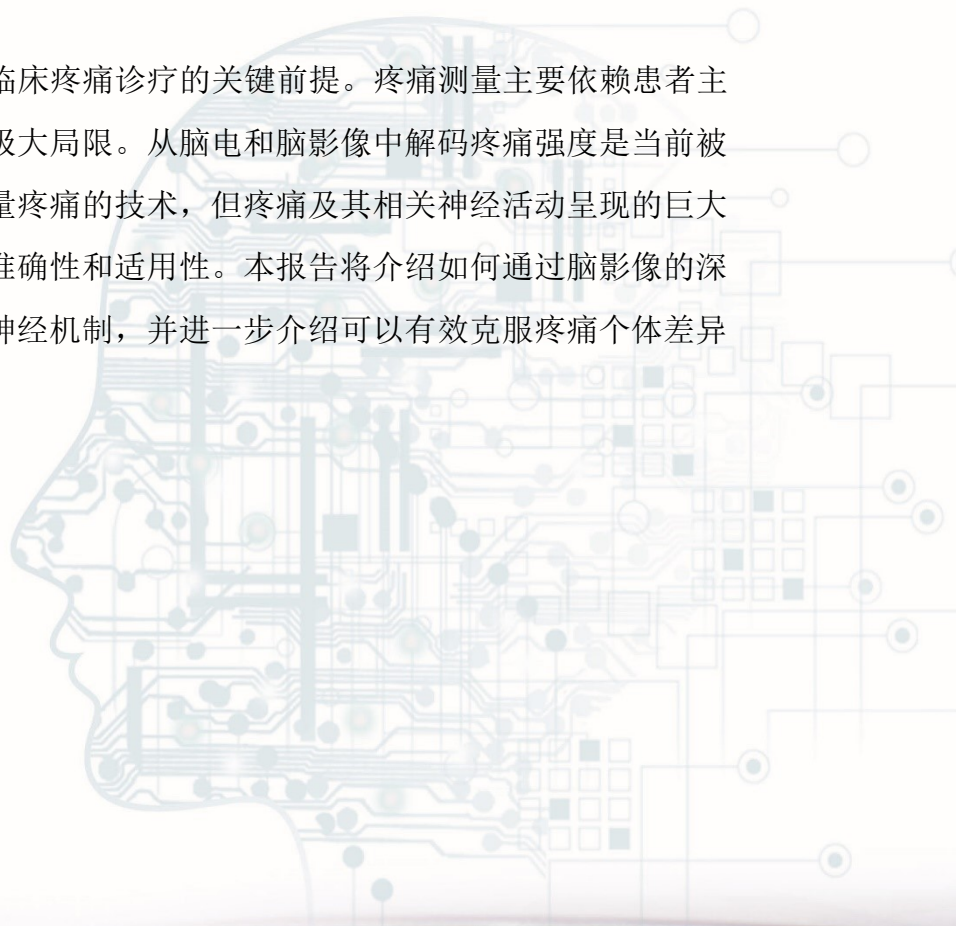 临床疼痛诊疗的关键前提。疼痛测量主要依赖患者主
极大局限。从脑电和脑影像中解码疼痛强度是当前被
量疼痛的技术，但疼痛及其相关神经活动呈现的巨大
准确性和适用性。本报告将介绍如何通过脑影像的深
神经机制，并进一步介绍可以有效克服疼痛个体差异